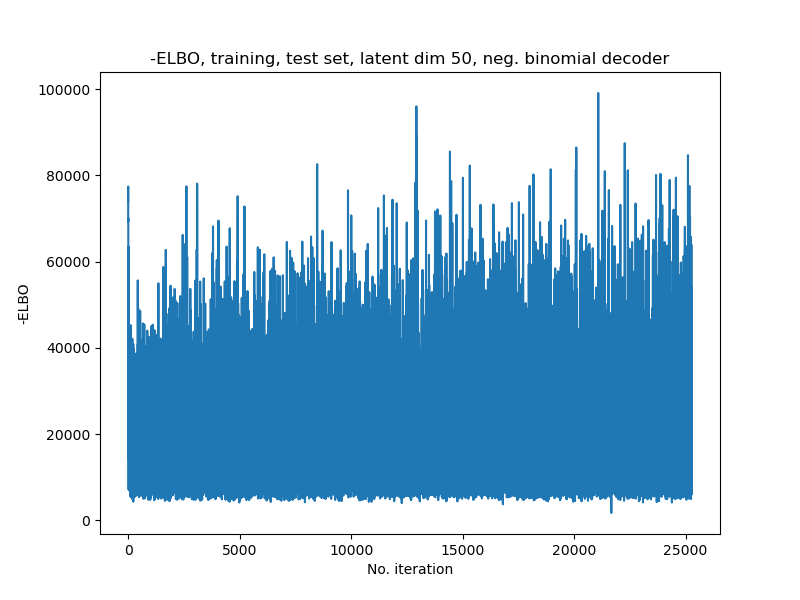 -ELBO, training, test set, latent dim 50, neg. binomial decoder
100000
80000
60000
40000
20000
0
-ELBO
0 5000 10000 15000 20000 25000
No. iteration